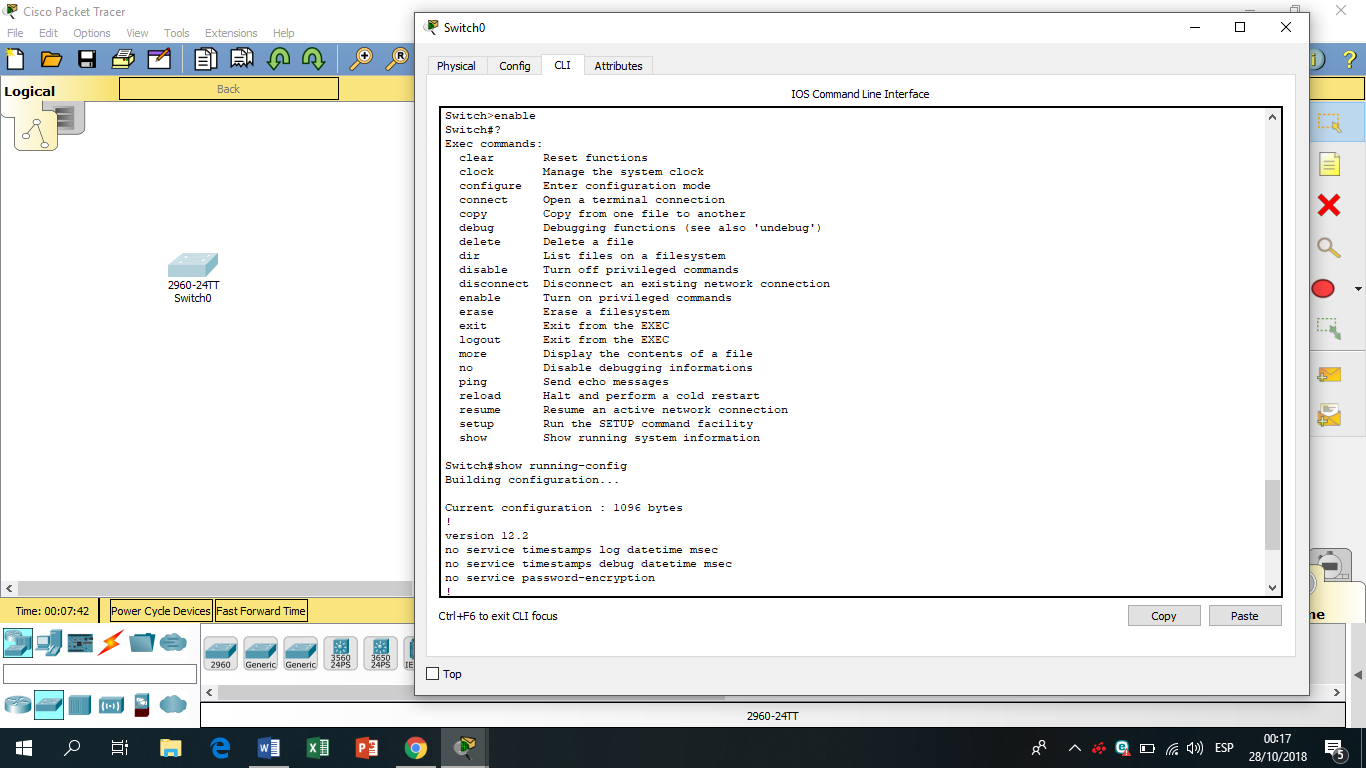 Cisco Packet Tracer
File Edit Options View Tools Extensions Help
Logical
Back
2960-24TT
Switch0
Switch0
Physical Config CLI Attributes
IOS Command Line Interface
Switch>enable
Switch#?
Exec commands:
clear Reset functions
clock Manage the system clock
configure Enter configuration mode
connect Open a terminal connection
copy Copy from one file to another
debug Debugging functions (see also 'undebug')
delete Delete a file
dir List files on a filesystem
disable Turn off privileged commands
disconnect Disconnect an existing network connection
enable Turn on privileged commands
erase Erase a filesystem
exit Exit from the EXEC
logout Exit from the EXEC
more Display the contents of a file
no Disable debugging informations
ping Send echo messages
reload Halt and perform a cold restart
resume Resume an active network connection
setup Run the SETUP command facility
show Show running system information
Switch#show running-config
Building configuration...
Current configuration : 1096 bytes
!
version 12.2
no service timestamps log datetime msec
no service timestamps debug datetime msec
no service password-encryption
!
Ctrl+F6 to exit CLI focus
Copy Paste
Top
Time: 00:07:42 Power Cycle Devices Fast Forward Time
2960 Generic Generic 3560 24PS 3650 24PS
2960-24TT
ESP
00:17
28/10/2018
5